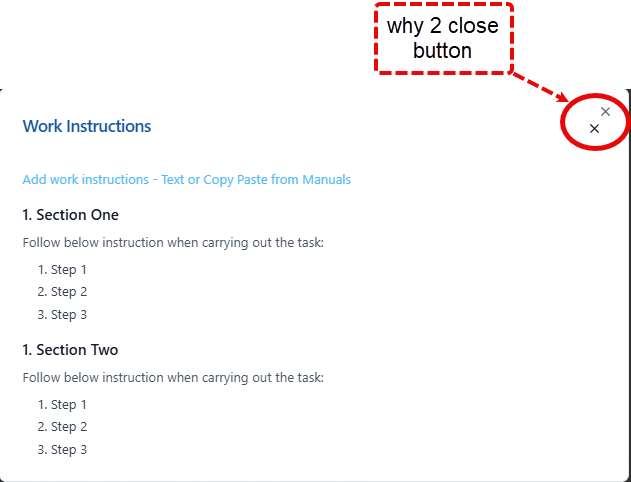 why 2 close
button
Work Instructions
Add work instructions - Text or Copy Paste from Manuals
1. Section One
Follow below instruction when carrying out the task:
1. Step 1
2. Step 2
3. Step 3
1. Section Two
Follow below instruction when carrying out the task:
1. Step 1
2. Step 2
3. Step 3